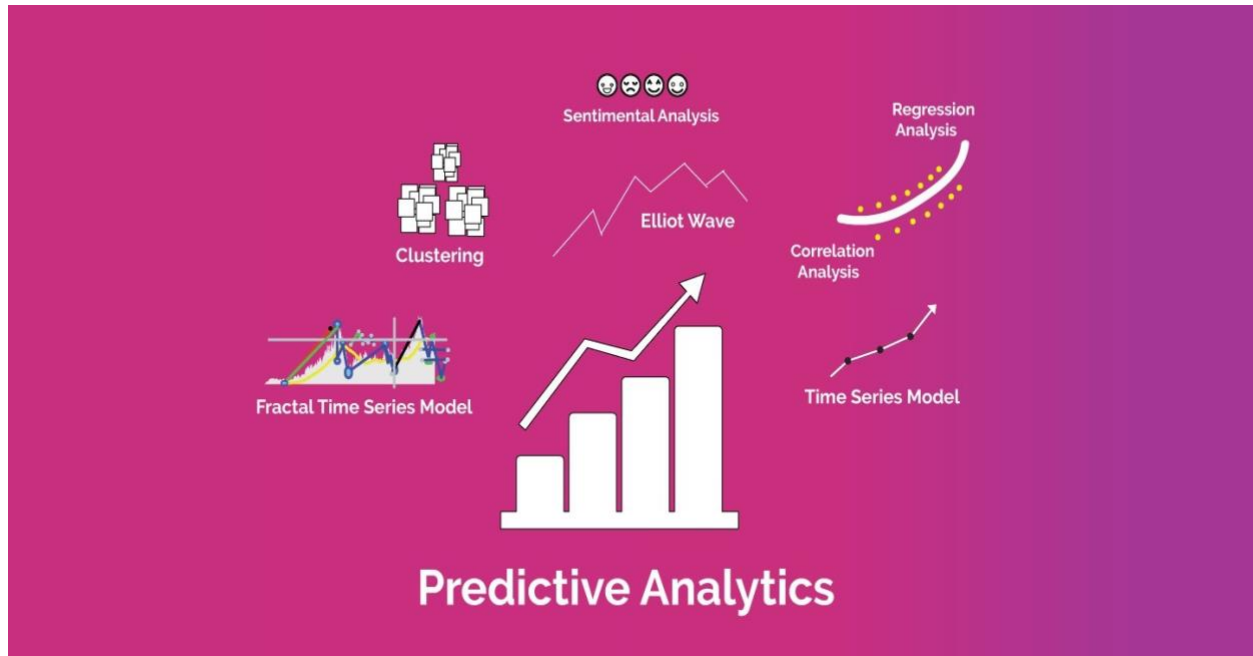 Sentimental Analysis
Regression
Analysis
Elliot Wave
Clustering
Correlation
Analysis
Fractal Time Series Model
Time Series Model
Predictive Analytics